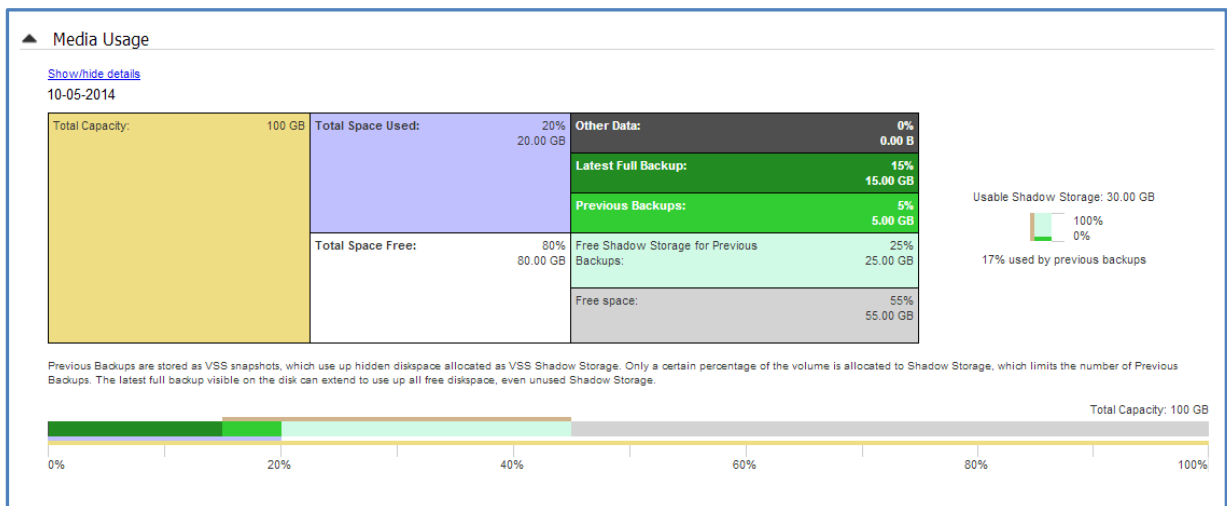 Media Usage
Show/hide details
10-05-2014
Total Capacity: 100 GB
Total Space Used: 20%
20.00 GB
Other Data: 0%
0.00 B
Latest Full Backup: 15%
15.00 GB
Previous Backups: 5%
5.00 GB
Total Space Free: 80%
80.00 GB
Free Shadow Storage for Previous 25%
Backups: 25.00 GB
Free space: 55%
55.00 GB
Usable Shadow Storage: 30.00 GB
100%
0%
17% used by previous backups
Previous Backups are stored as VSS snapshots, which use up hidden diskspace allocated as VSS Shadow Storage. Only a certain percentage of the volume is allocated to Shadow Storage, which limits the number of Previous
Backups. The latest full backup visible on the disk can extend to use up all free diskspace, even unused Shadow Storage.
Total Capacity: 100 GB
0% 20% 40% 60% 80% 100%